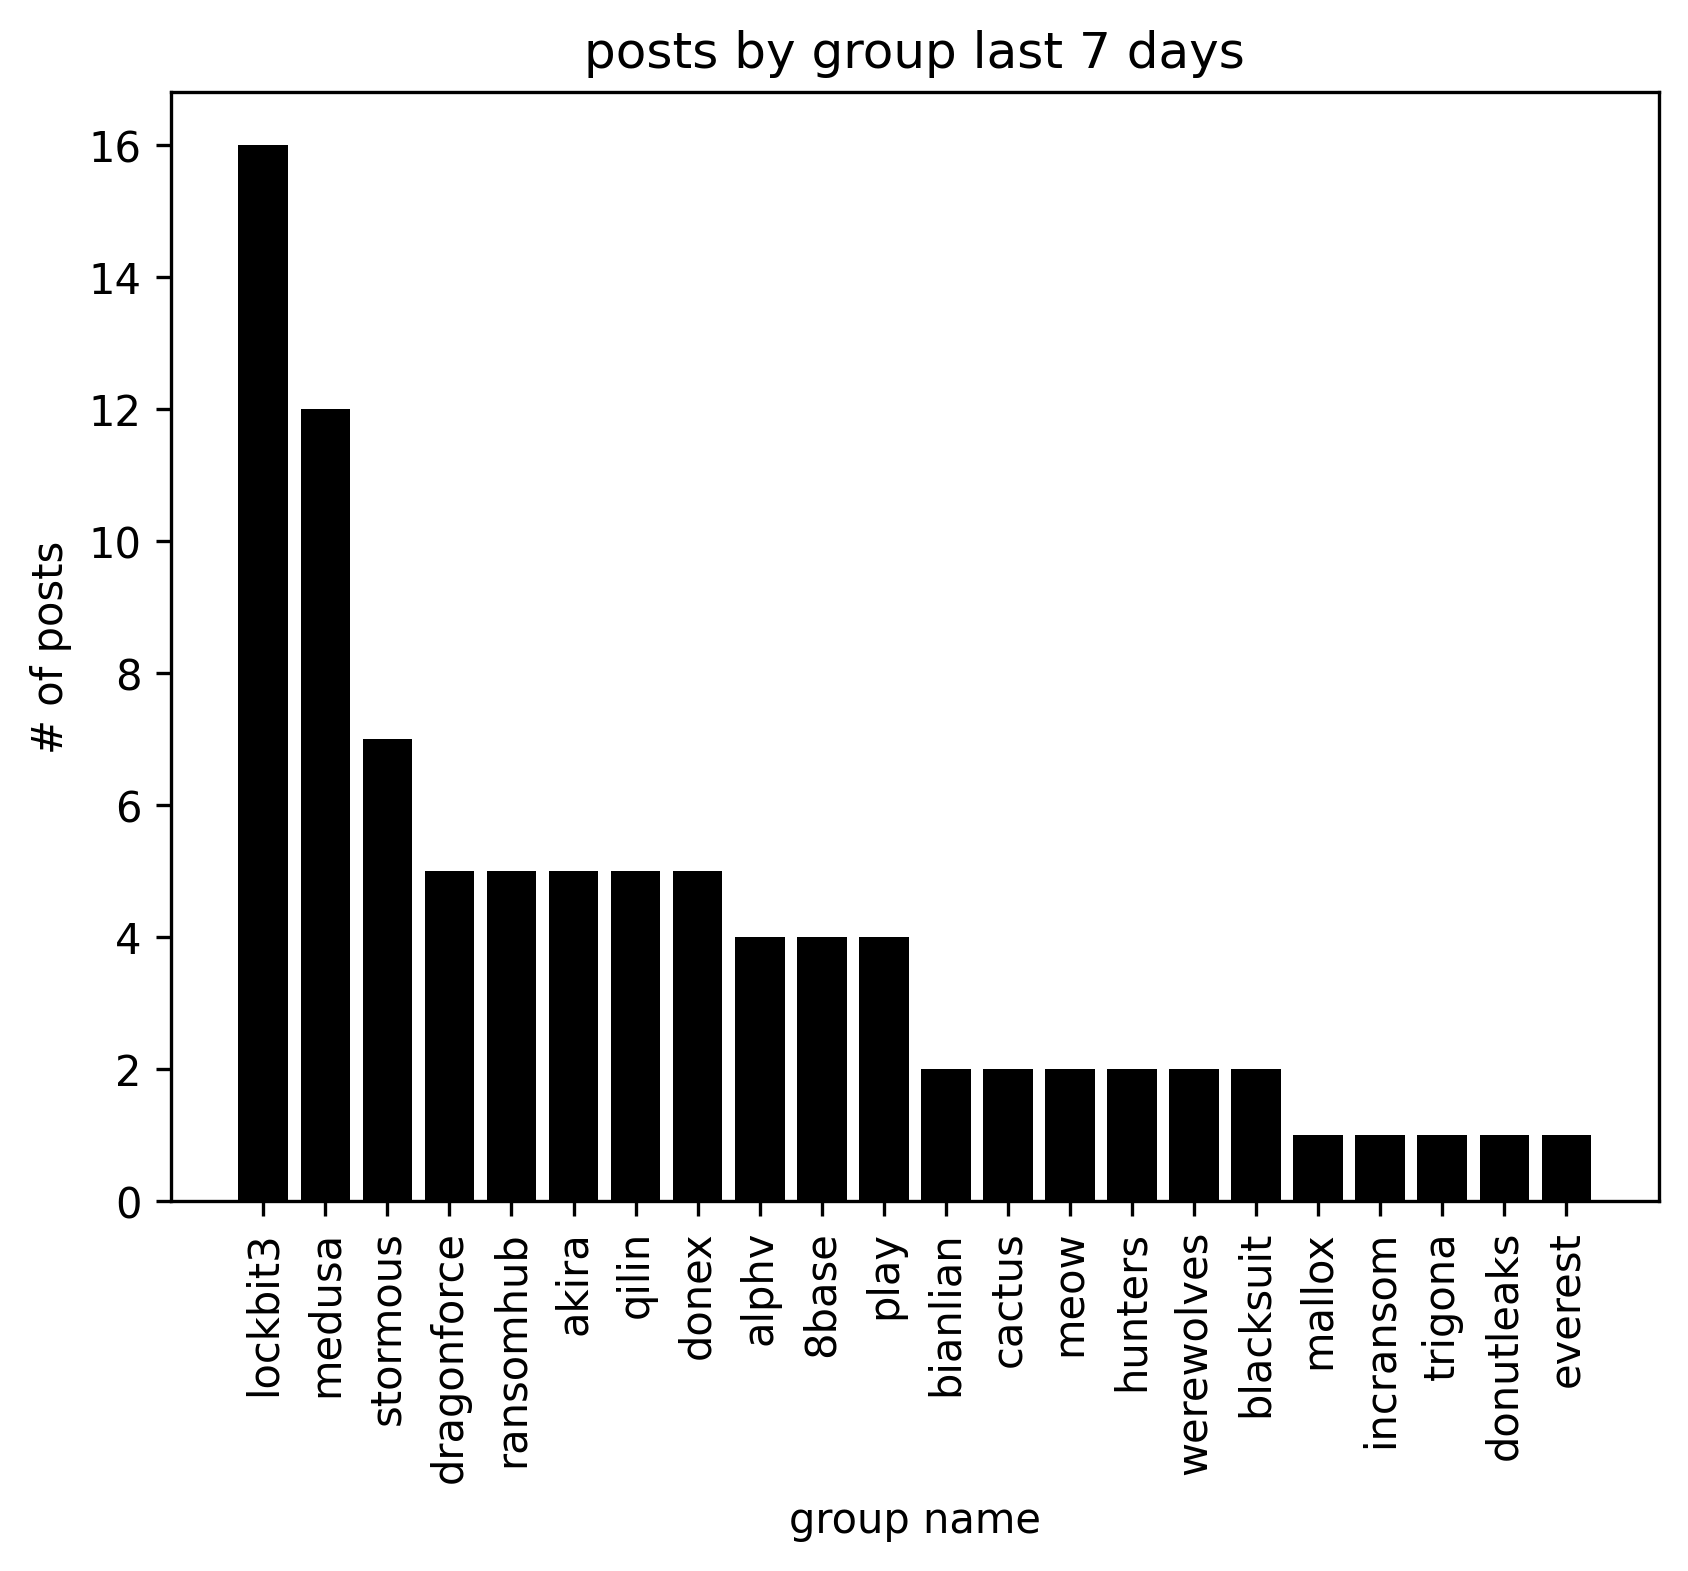 posts by group last 7 days
# of posts
16
14
12
10
8
6
4
2
0
lockbit3
medusa
stormous
dragonforce
ransomhub
akira
qilin
donex
alphv
8base
play
bianlian
cactus
meow
hunters
werewolves
blacksuit
mallox
incransom
trigona
donutleaks
everest
group name